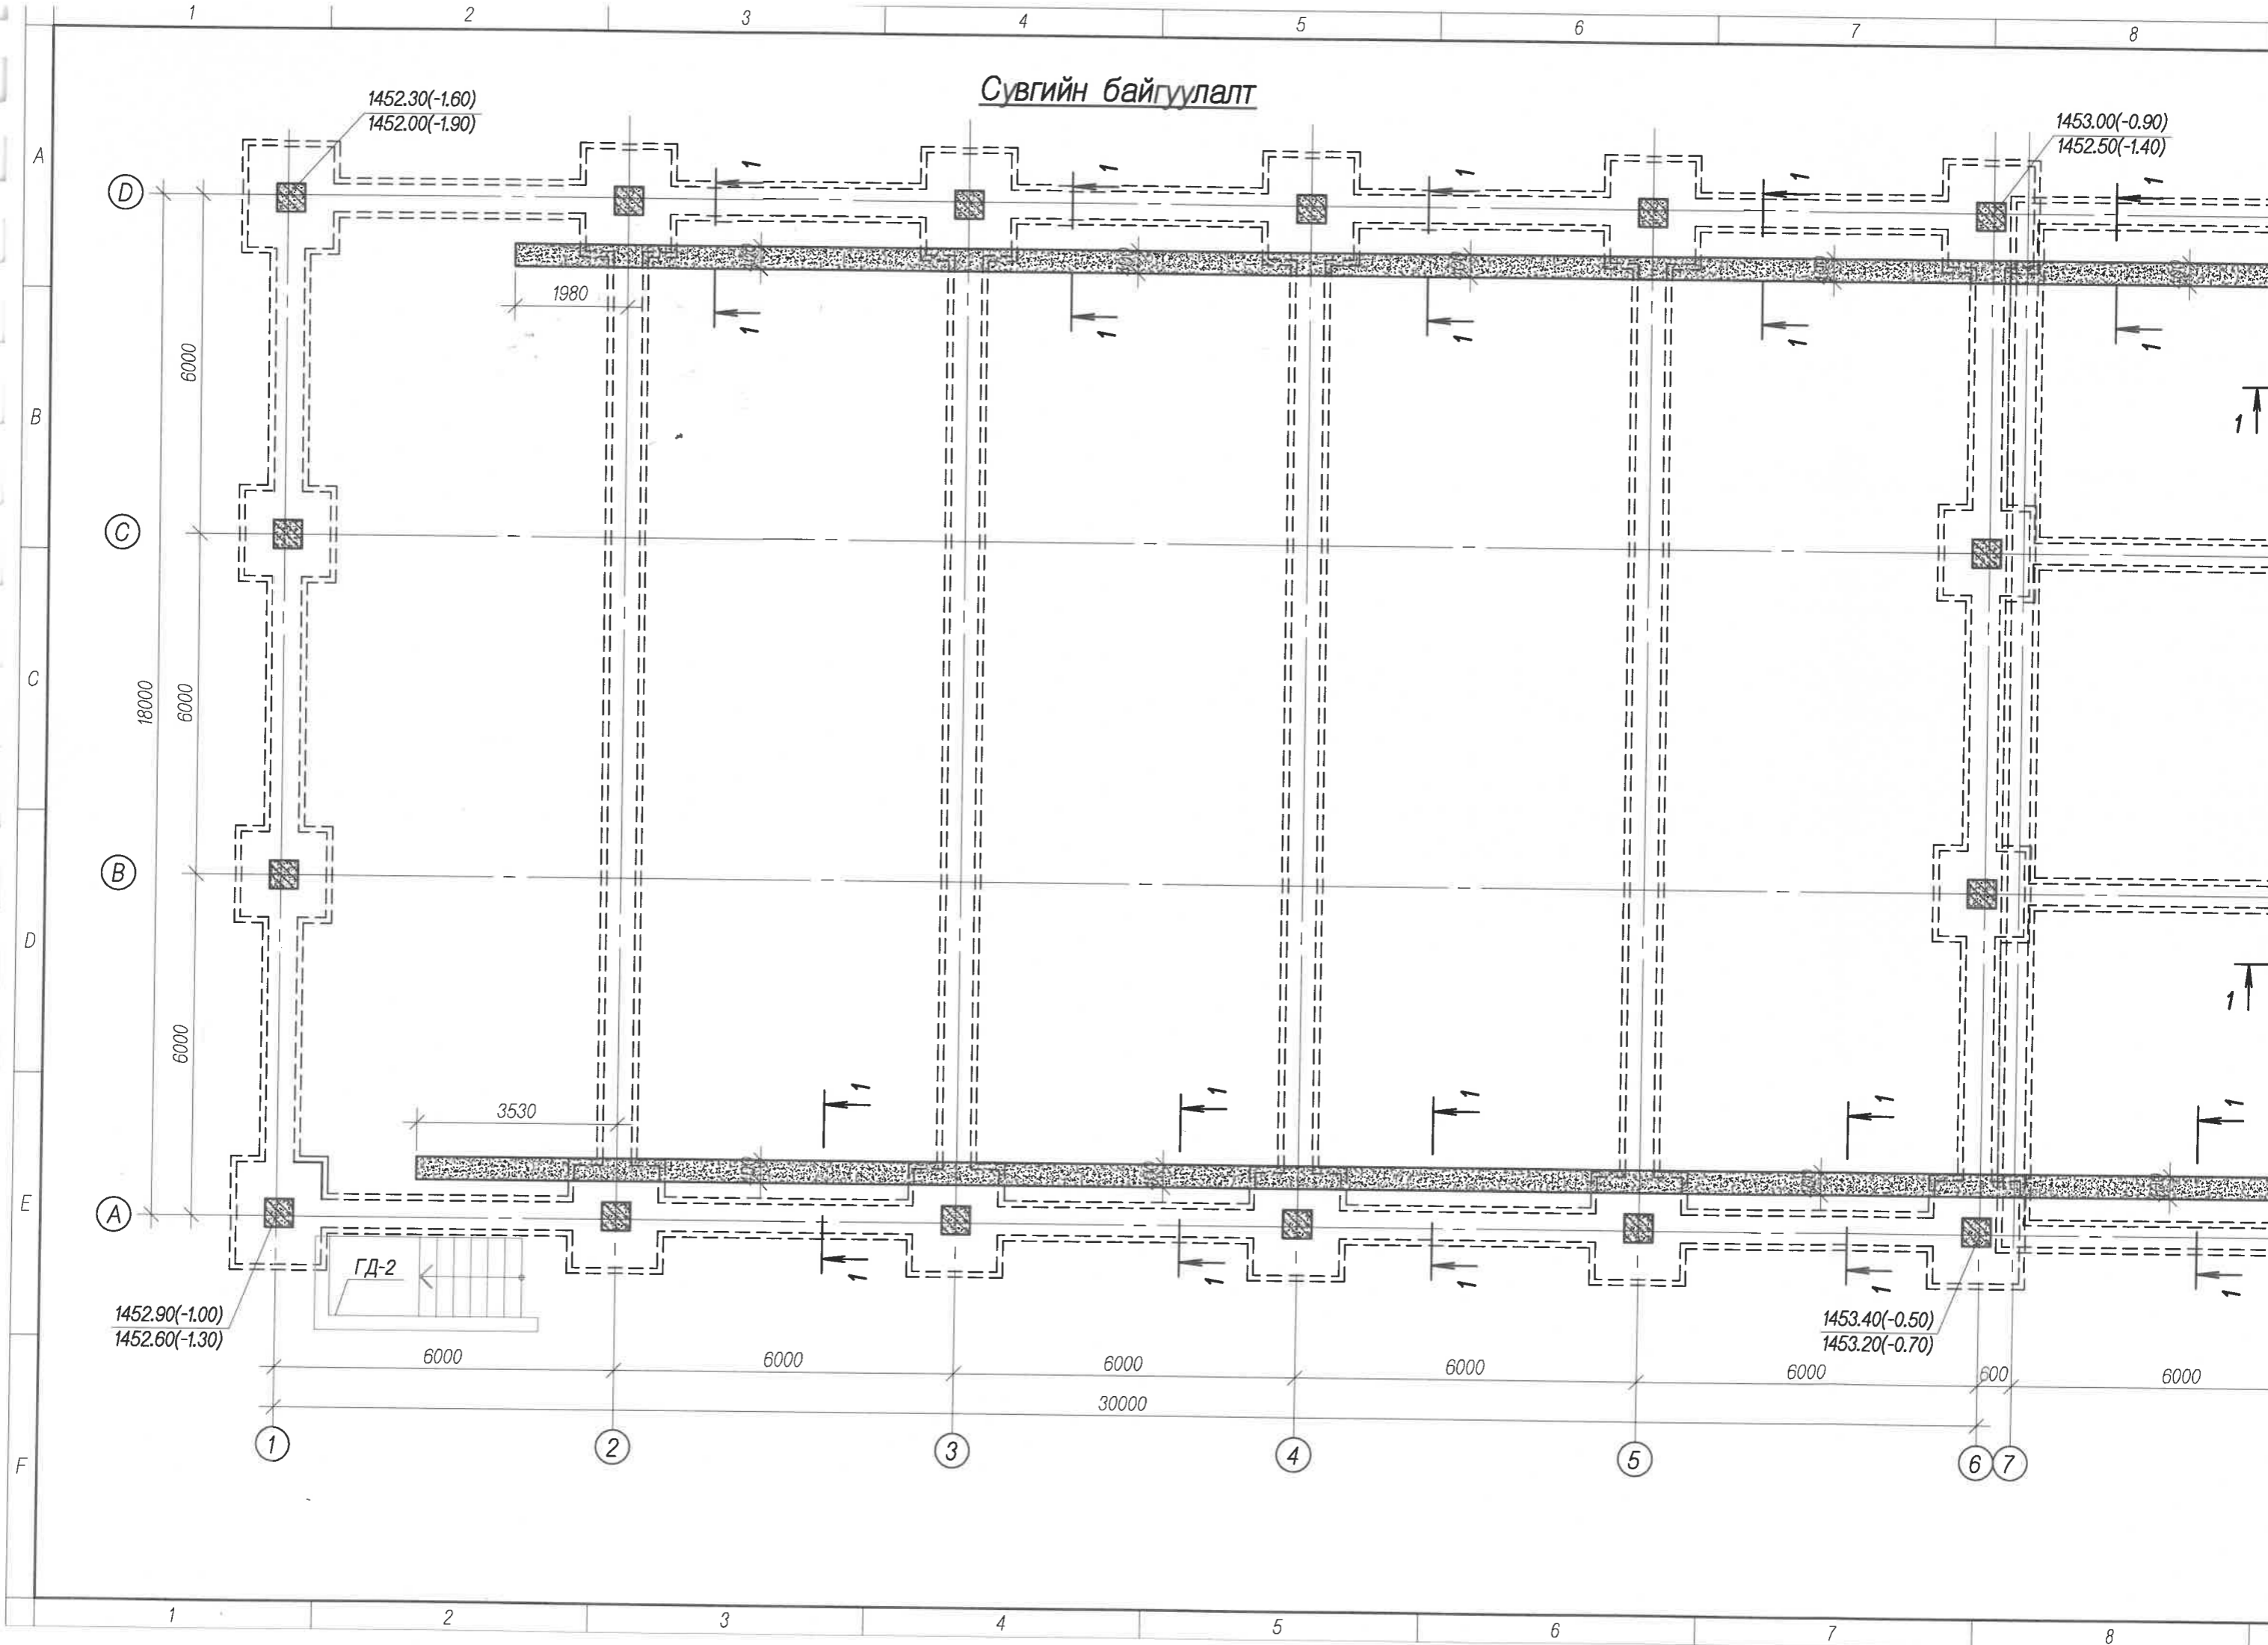 1 2 3 4 5 6 7 8
Сувгийн байгуулалт
1452.30(-1.60)
1452.00(-1.90)
1453.00(-0.90)
1452.50(-1.40)
A
D
1 1 1 1 1
1980
1 1 1 1 1
6000
B
1
C
C
18000
6000
B
D
1
6000
3530
1 1 1 1 1
E
A
ГД-2
1 1 1 1 1
1452.90(-1.00)
1452.60(-1.30)
1453.40(-0.50)
1453.20(-0.70)
6000 6000 6000 6000 6000 600 6000
30000
1 2 3 4 5 6 7
F
1 2 3 4 5 6 7 8